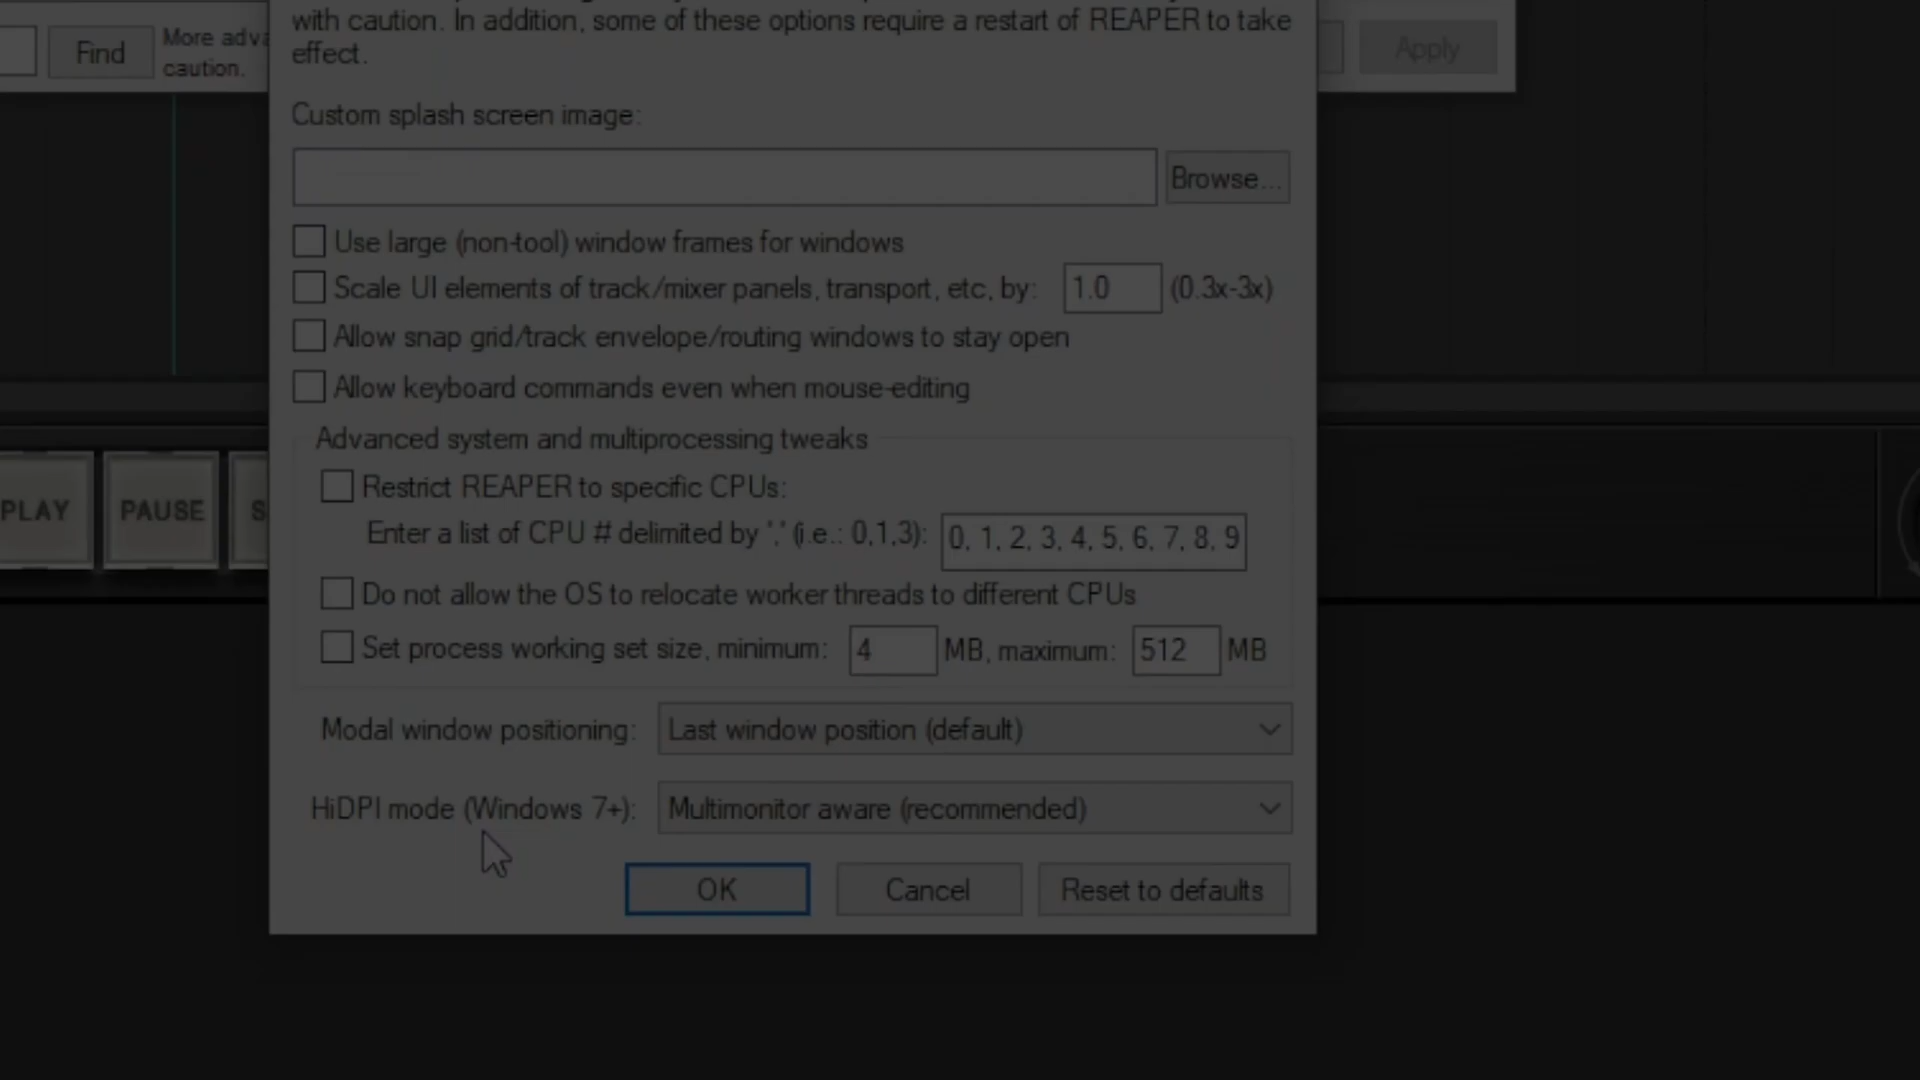 with caution. In addition, some of these options require a restart of REAPER to take
effect.
Find
More adva
caution.
Apply
Custom splash screen image:
Browse...
Use large (non-tool) window frames for windows
Scale UI elements of track/mixer panels, transport, etc, by: 1.0 (0.3x-3x)
Allow snap grid/track envelope/routing windows to stay open
Allow keyboard commands even when mouse-editing
Advanced system and multiprocessing tweaks
Restrict REAPER to specific CPUs:
Enter a list of CPU # delimited by ',' (i.e.: 0,1,3): 0, 1, 2, 3, 4, 5, 6, 7, 8, 9
Do not allow the OS to relocate worker threads to different CPUs
Set process working set size, minimum: 4 MB, maximum: 512 MB
PLAY
PAUSE
S
Modal window positioning: Last window position (default)
HiDPI mode (Windows 7+): Multimonitor aware (recommended)
OK
Cancel
Reset to defaults